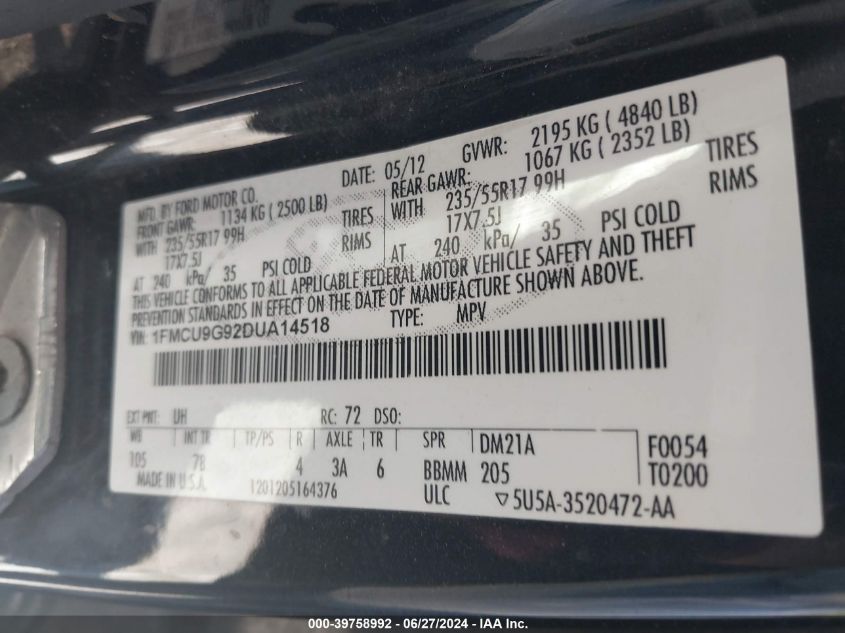 MFD. BY FORD MOTOR CO.
DATE: 05/12 GVWR: 2195 KG ( 4840 LB)
FRONT GAWR: 1134 KG ( 2500 LB)
REAR GAWR: 1067 KG ( 2352 LB)
WITH 235/55R17 99H TIRES
WITH 235/55R17 99H TIRES
17X7.5J RIMS
17X7.5J RIMS
AT 240 kPa/ 35 PSI COLD
AT 240 kPa/ 35 PSI COLD
THIS VEHICLE CONFORMS TO ALL APPLICABLE FEDERAL MOTOR VEHICLE SAFETY AND THEFT
PREVENTION STANDARDS IN EFFECT ON THE DATE OF MANUFACTURE SHOWN ABOVE.
VIN: 1FMCU9G92DUA14518 TYPE: MPV
EXT PNT: UH RC: 72 DSO:
WB INT TR TP/PS R AXLE TR SPR DM21A F0054
105 7B 4 3A 6 BBMM 205 T0200
MADE IN U.S.A. 1201205164376 ULC ▽5U5A-3520472-AA
000-39758992 - 06/27/2024 - IAA Inc.